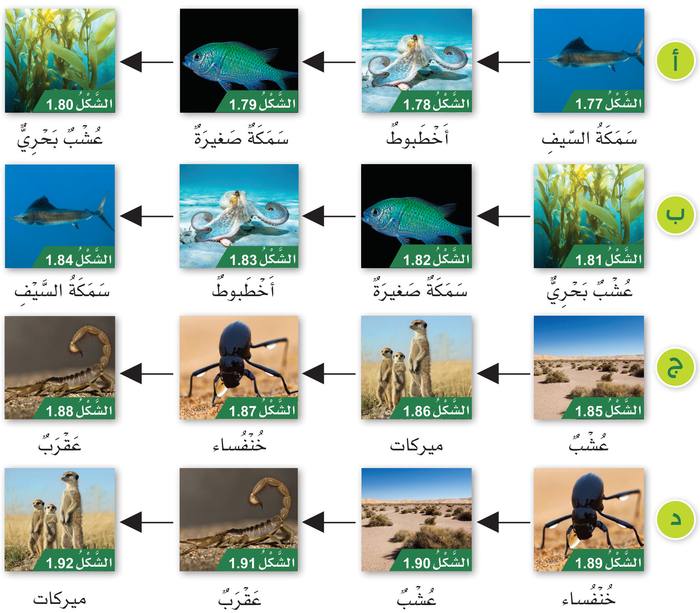 أ
الشَّكْلُ 1.77 الشَّكْلُ 1.78 الشَّكْلُ 1.79 الشَّكْلُ 1.80
سَمَكَةُ السّيفِ أَخْطَبوطٌ سَمَكَةٌ صَغيرَةٌ عُشْبٌ بَحْرِيٌّ
ب
الشَّكْلُ 1.81 الشَّكْلُ 1.82 الشَّكْلُ 1.83 الشَّكْلُ 1.84
عُشْبٌ بَحْرِيٌّ سَمَكَةٌ صَغيرَةٌ أَخْطَبوطٌ سَمَكَةُ السَّيْفِ
ج
الشَّكْلُ 1.85 الشَّكْلُ 1.86 الشَّكْلُ 1.87 الشَّكْلُ 1.88
عُشْبٌ ميركات خُنْفُساء عَقْرَبٌ
د
الشَّكْلُ 1.89 الشَّكْلُ 1.90 الشَّكْلُ 1.91 الشَّكْلُ 1.92
خُنْفُساء عُشْبٌ عَقْرَبٌ ميركات